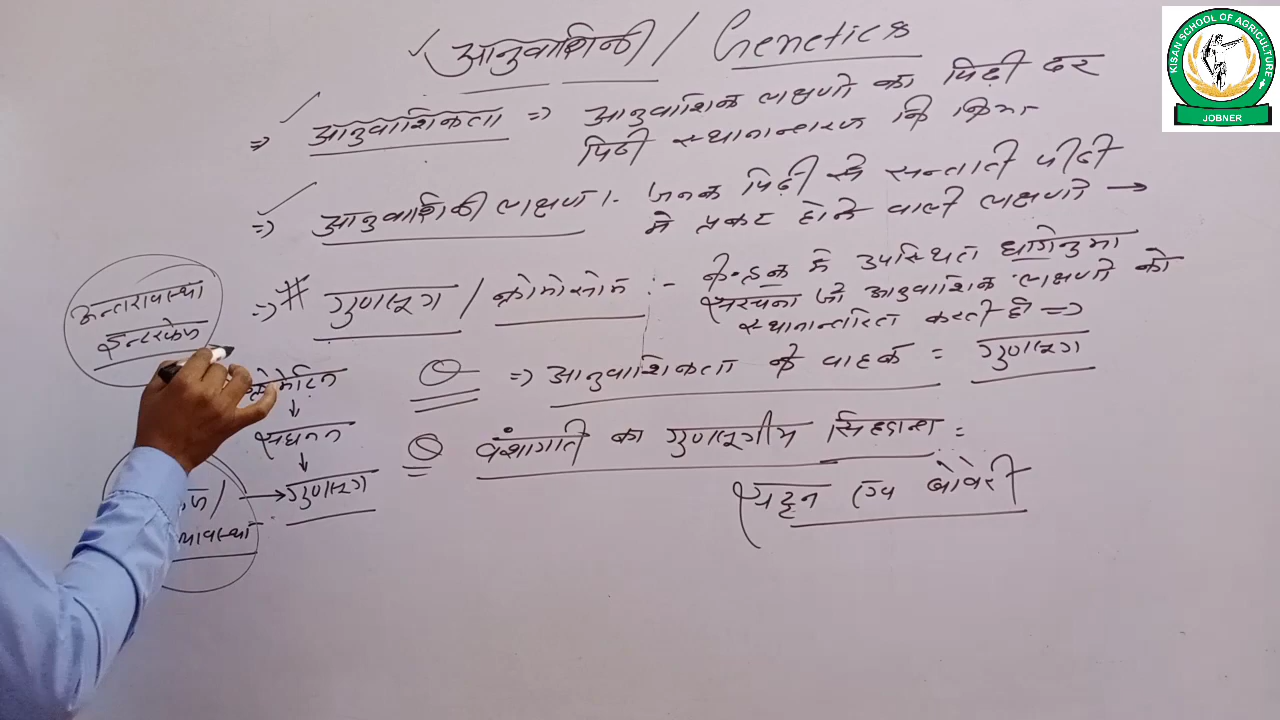 ✓ आनुवांशिकी / Genetics
KISAN SCHOOL OF AGRICULTURE
JOBNER
⇒ आनुवांशिकता ⇒ आनुवांशिक लक्षणो का पिढी दर
पिढी स्थानान्तरण कि क्रिया
⇒ आनुवांशिकी लक्षण :- जनक पिढी से सन्तति पीढी
मे प्रकट होने वाली लक्षणो →
⇒ # गुणसूत्र / क्रोमोसोम :- केन्द्रक मे उपस्थित धागेनुमा
संरचना जो आनुवांशिक लक्षणो को
स्थानान्तरित करती हो ⇒
⇒ आनुवांशिकता के वाहक = गुणसूत्र
वंशागति का गुणसूत्रीय सिद्दान्त :
सट्टन एव बोवेरी
अन्तरावस्था
इन्टरफेज
क्रोमेटिन
↓
संघनन
↓
→ गुणसूत्र